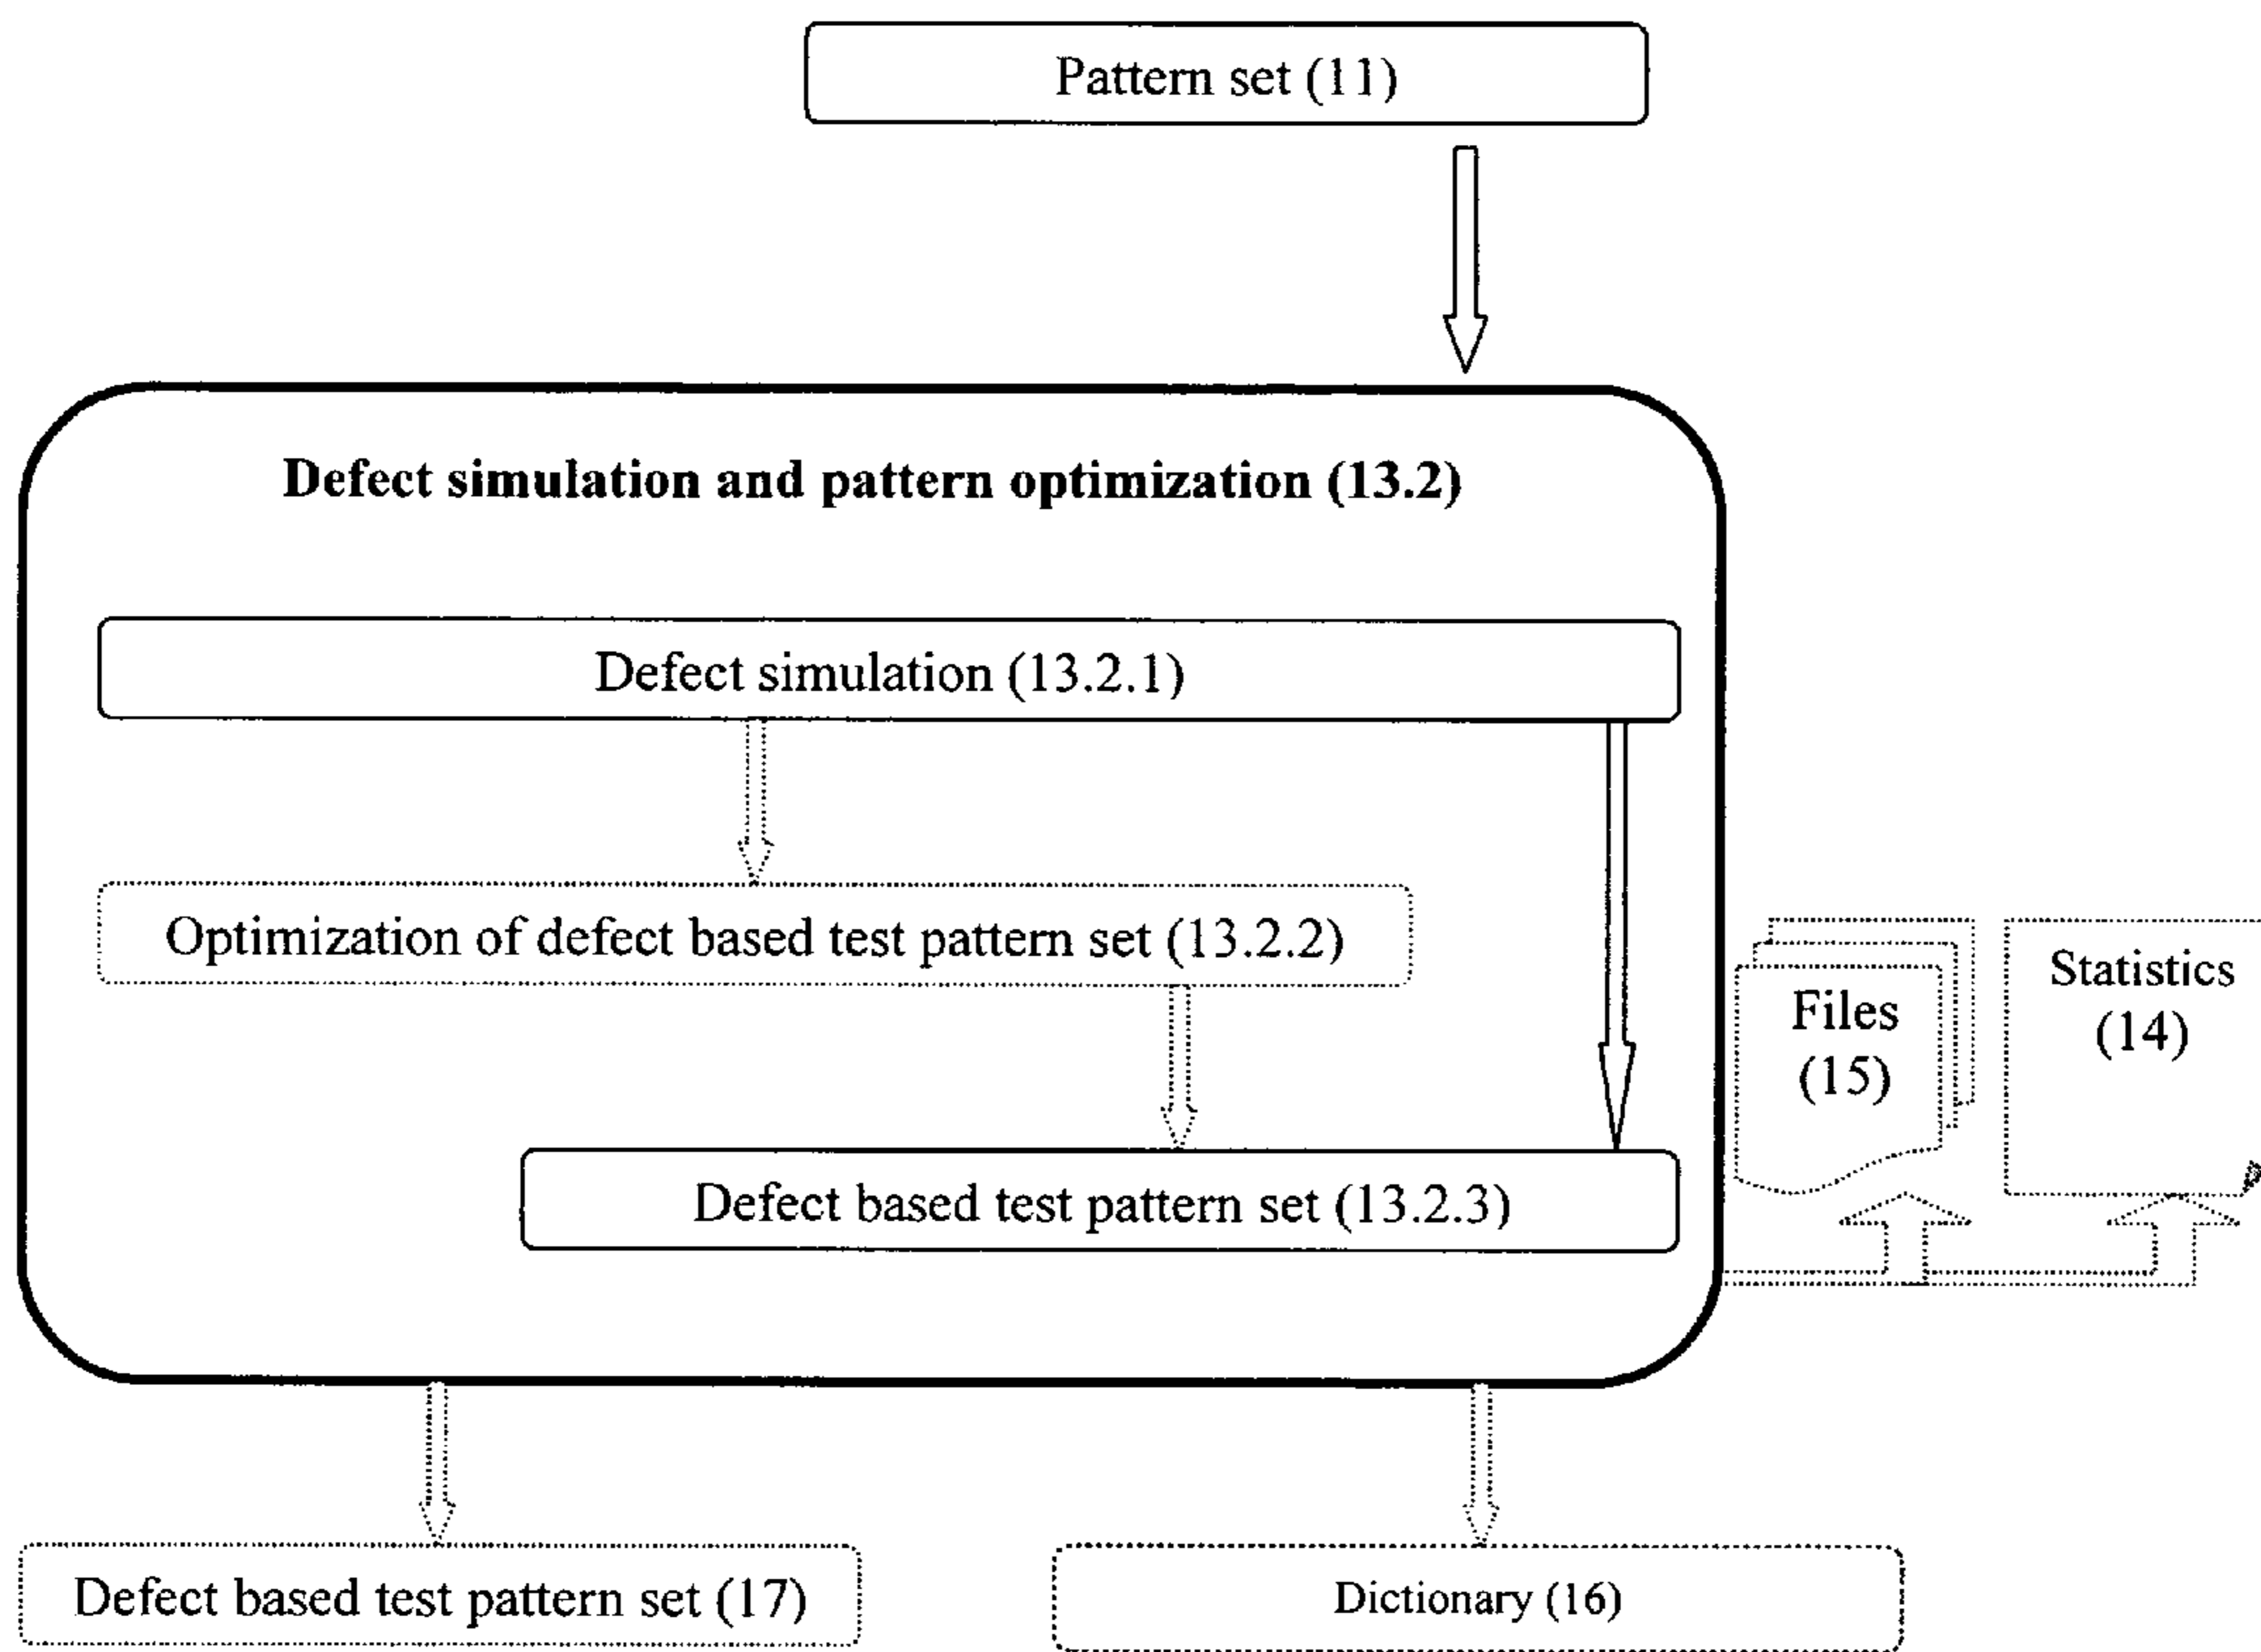 Pattern set (11)
Defect simulation and pattern optimization (13.2)
Defect simulation (13.2.1)
Optimization of defect based test pattern set (13.2.2)
Defect based test pattern set (13.2.3)
Files
(15)
Statistics
(14)
Defect based test pattern set (17)
Dictionary (16)